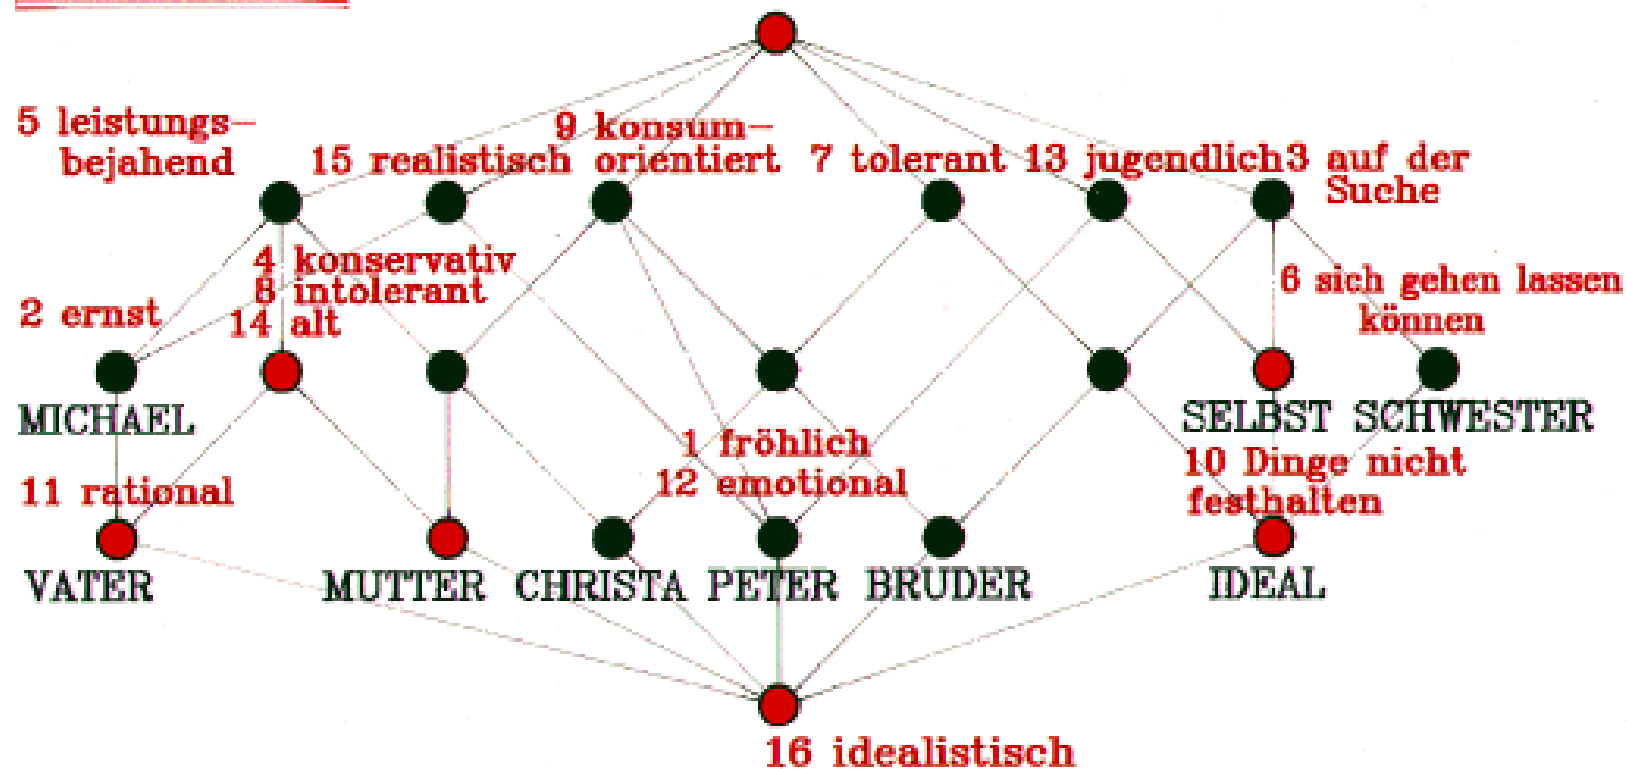 5 leistungs-
bejahend
15 realistisch
9 konsum-
orientiert
7 tolerant
13 jugendlich
3 auf der
Suche
4 konservativ
8 intolerant
14 alt
2 ernst
6 sich gehen lassen
können
MICHAEL
SELBST
SCHWESTER
1 fröhlich
12 emotional
10 Dinge nicht
festhalten
11 rational
VATER
MUTTER
CHRISTA
PETER
BRUDER
IDEAL
16 idealistisch